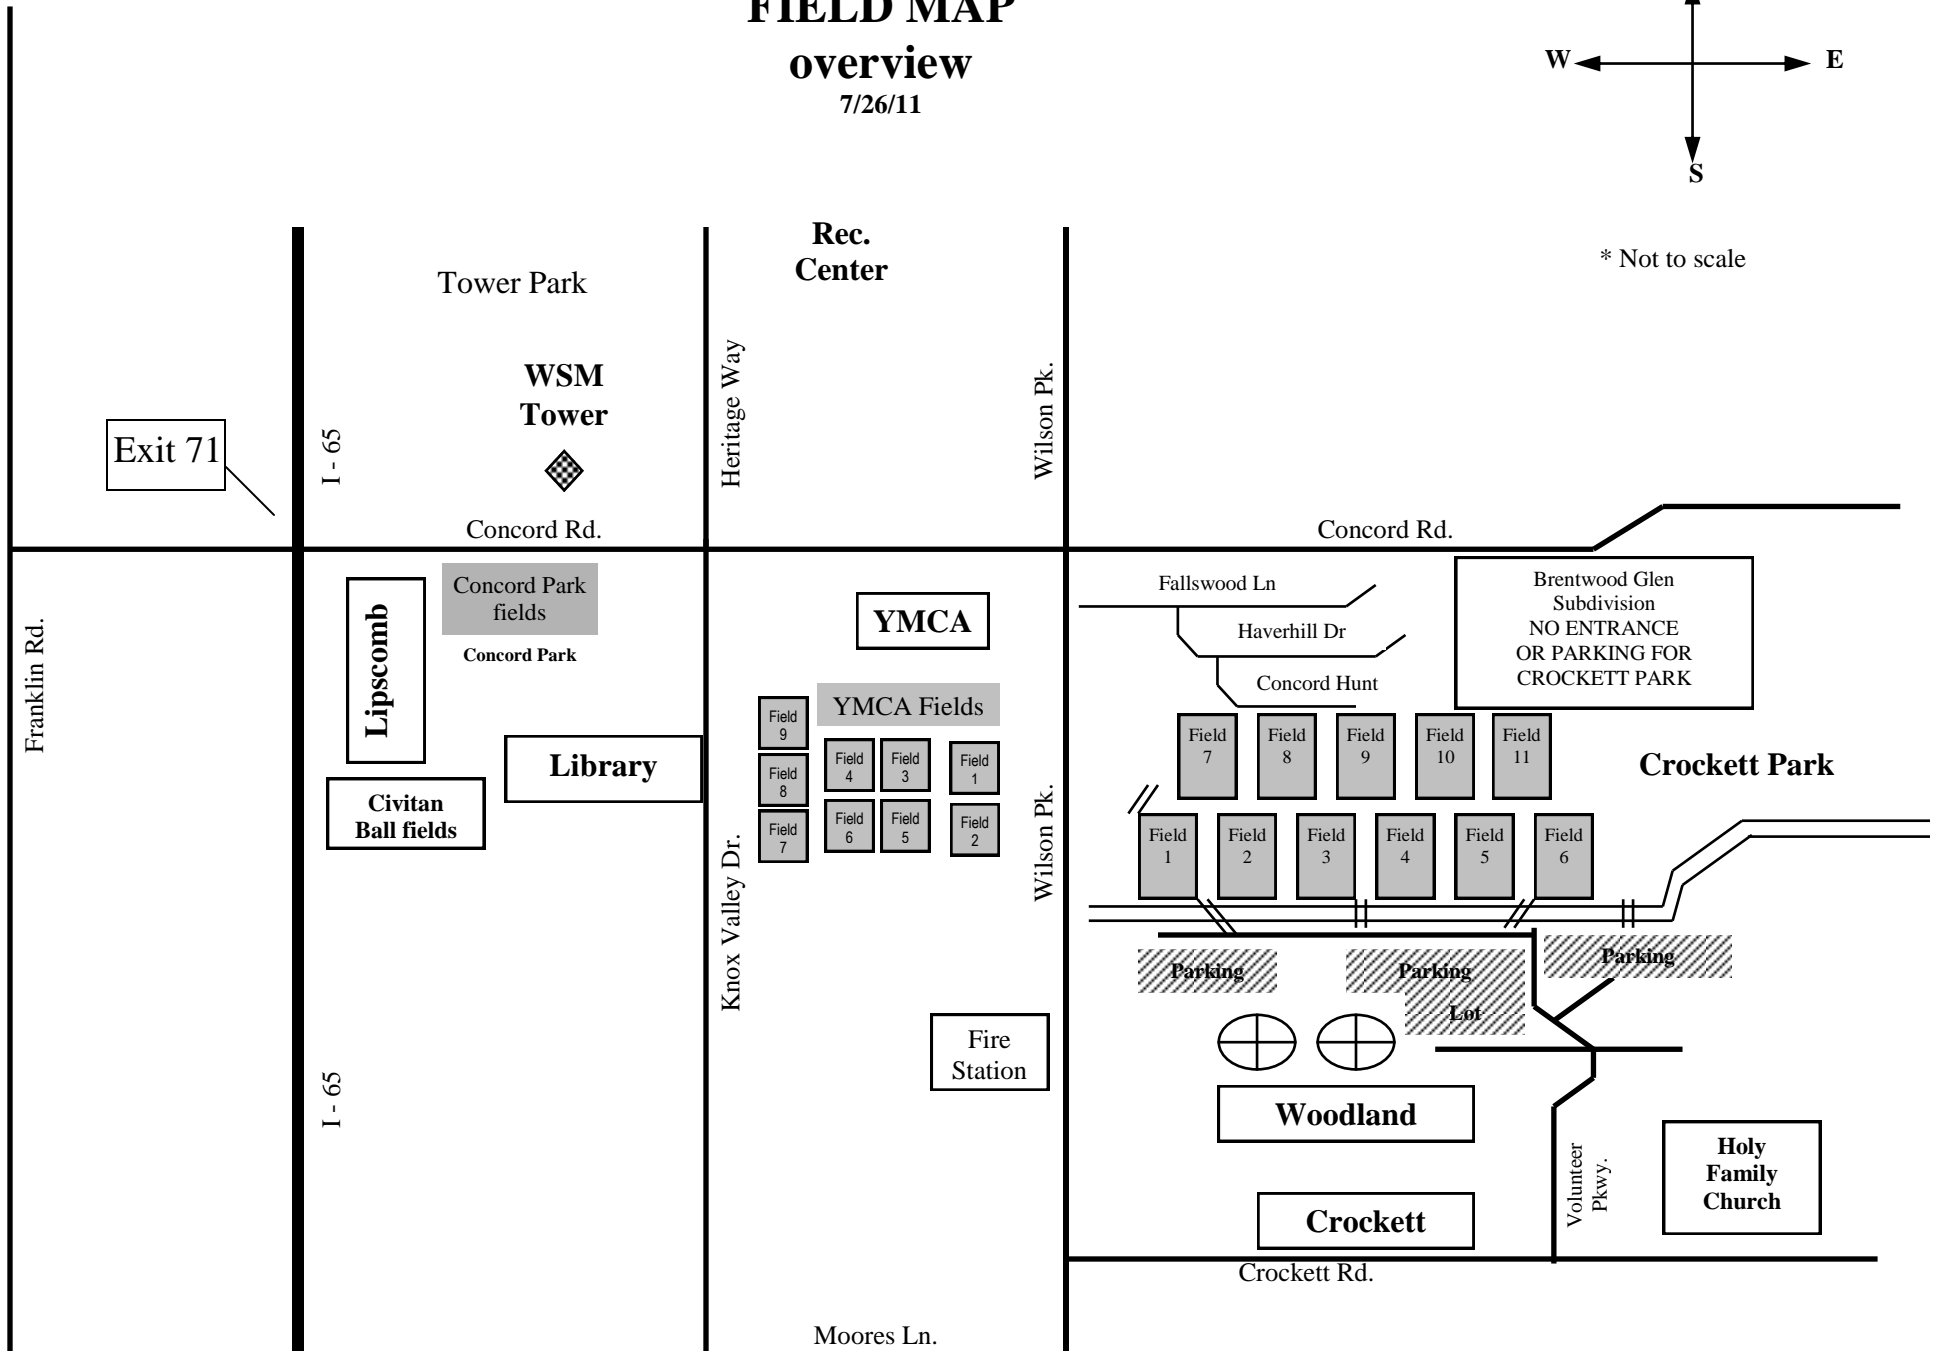 FIELD MAP
overview
7/26/11
W
E
S
* Not to scale
Rec.
Center
Tower Park
WSM
Tower
Heritage Way
Wilson Pk.
I - 65
Exit 71
Concord Rd.
Concord Rd.
Franklin Rd.
Lipscomb
Concord Park
fields
Concord Park
YMCA
Fallswood Ln
Haverhill Dr
Concord Hunt
Brentwood Glen
Subdivision
NO ENTRANCE
OR PARKING FOR
CROCKETT PARK
Library
Civitan
Ball fields
YMCA Fields
Field
9
Field
8
Field
7
Field
4
Field
3
Field
1
Field
6
Field
5
Field
2
Knox Valley Dr.
Wilson Pk.
Field
7
Field
8
Field
9
Field
10
Field
11
Crockett Park
Field
1
Field
2
Field
3
Field
4
Field
5
Field
6
Parking
Parking
Lot
Parking
Fire
Station
I - 65
Woodland
Crockett
Volunteer
Pkwy.
Holy
Family
Church
Crockett Rd.
Moores Ln.